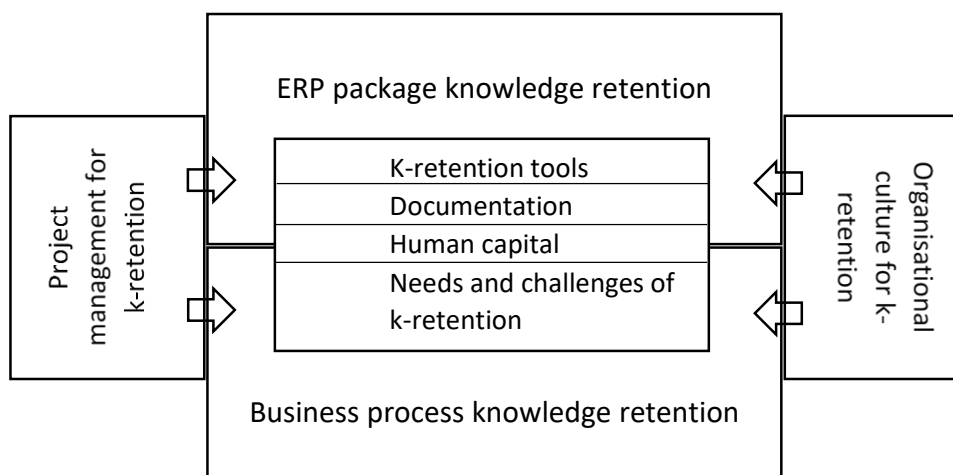 ERP package knowledge retention
Project
management for
k-retention
K-retention tools
Documentation
Human capital
Needs and challenges of
k-retention
Organisational
culture for k-
retention
Business process knowledge retention